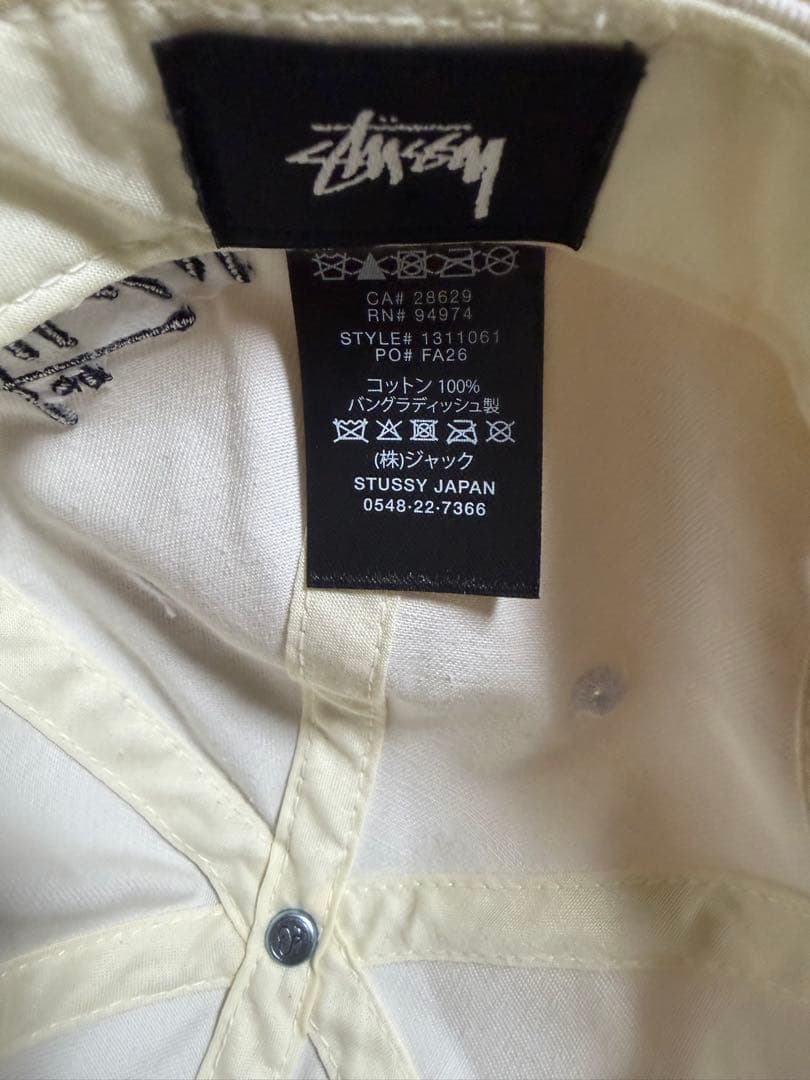 STÜSSY
CA# 28629
RN# 94974
STYLE# 1311061
PO# FA26
コットン 100%
バングラディッシュ製
(株)ジャック
STUSSY JAPAN
0548·22·7366